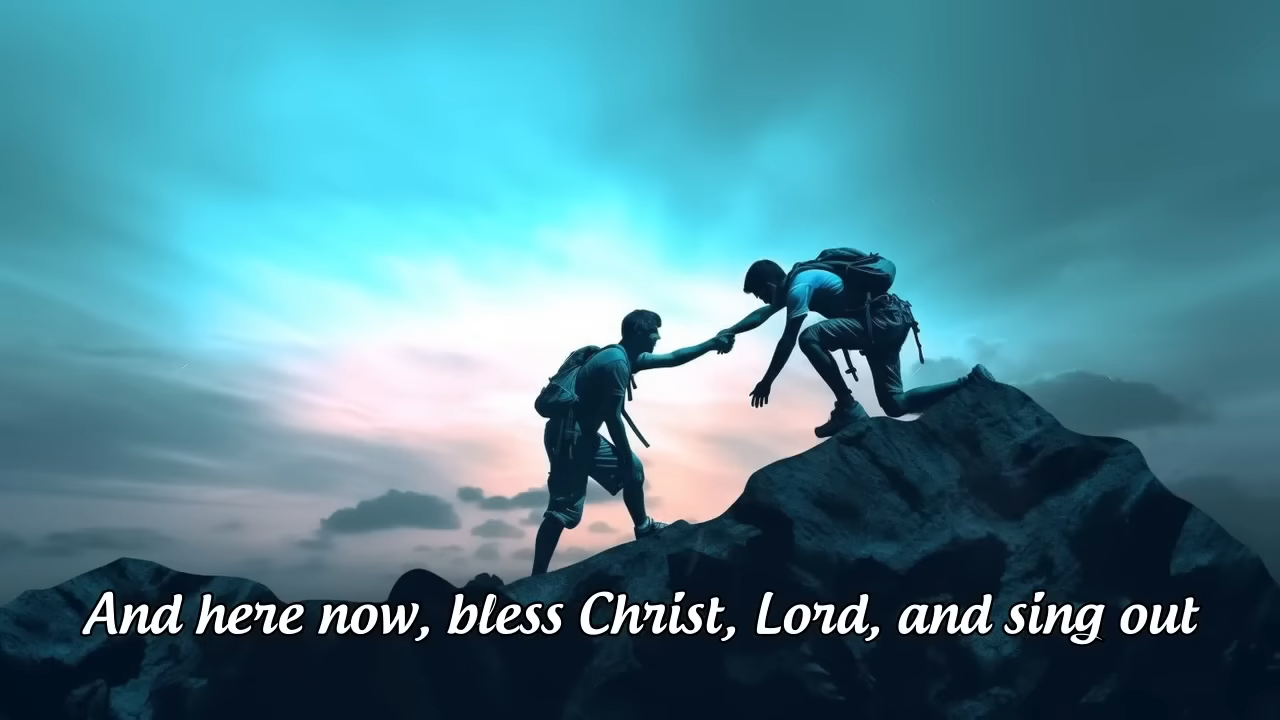 And here now, bless Christ, Lord, and sing out